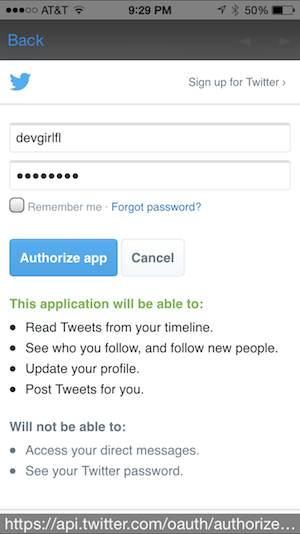 AT&T 9:29 PM 50%
Back
Sign up for Twitter ›
devgirlfl
••••••••
Remember me · Forgot password?
Authorize app Cancel
This application will be able to:
• Read Tweets from your timeline.
• See who you follow, and follow new people.
• Update your profile.
• Post Tweets for you.
Will not be able to:
• Access your direct messages.
• See your Twitter password.
https://api.twitter.com/oauth/authorize...